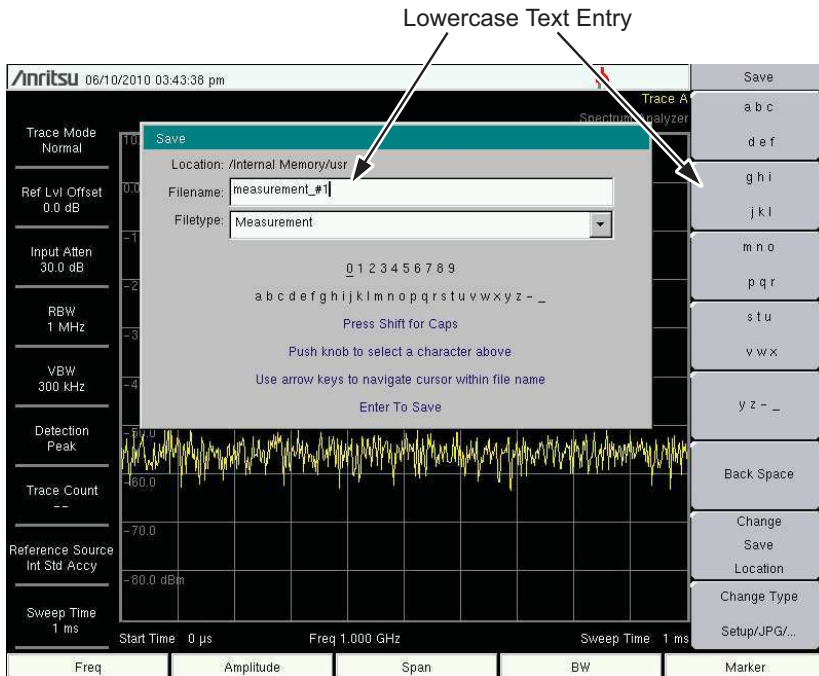 Lowercase Text Entry
Anritsu 06/10/2010 03:43:38 pm
Save
Trace A
Spectrum Analyzer
Trace Mode
Normal
Ref Lvl Offset
0.0 dB
Input Atten
30.0 dB
RBW
1 MHz
VBW
300 kHz
Detection
Peak
Trace Count
--
Reference Source
Int Std Accy
Sweep Time
1 ms
Save
Location: /Internal Memory/usr
Filename: measurement_#1
Filetype: Measurement
0 1 2 3 4 5 6 7 8 9
a b c d e f g h i j k l m n o p q r s t u v w x y z - _
Press Shift for Caps
Push knob to select a character above
Use arrow keys to navigate cursor within file name
Enter To Save
-60.0
-70.0
-80.0 dBm
Start Time 0 µs
Freq 1.000 GHz
Sweep Time 1 ms
a b c
d e f
g h i
j k l
m n o
p q r
s t u
v w x
y z - _
Back Space
Change
Save
Location
Change Type
Setup/JPG/...
Freq
Amplitude
Span
BW
Marker